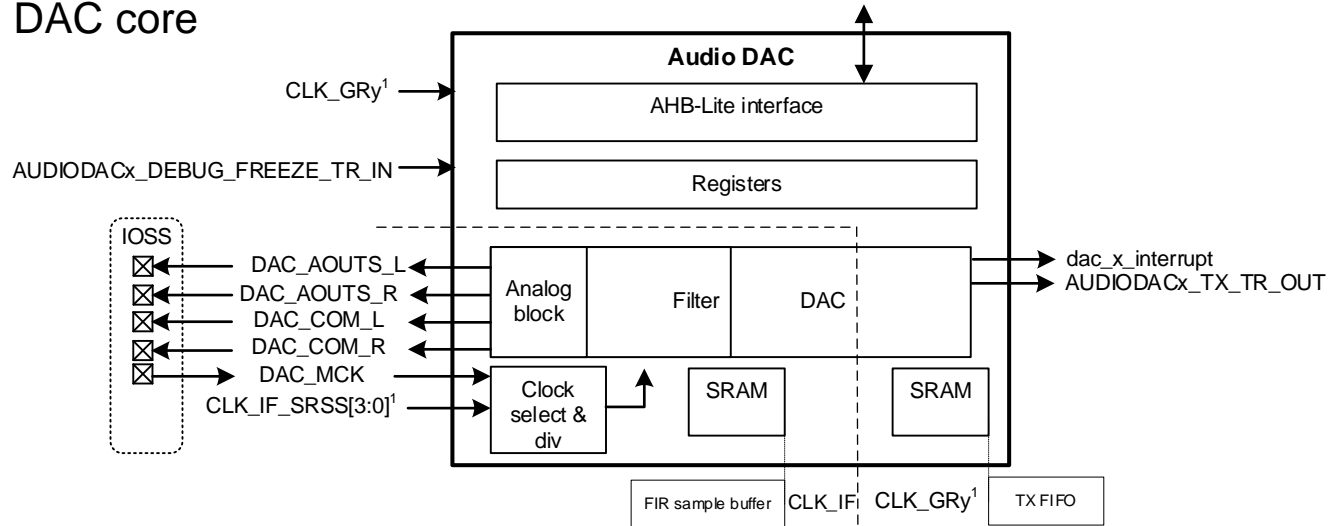 DAC core
Audio DAC
CLK_GRy¹
AHB-Lite interface
AUDIODACx_DEBUG_FREEZE_TR_IN
Registers
IOSS
DAC_AOUTS_L
DAC_AOUTS_R
DAC_COM_L
DAC_COM_R
DAC_MCK
CLK_IF_SRSS[3:0]¹
Analog
block
Filter
DAC
dac_x_interrupt
AUDIODACx_TX_TR_OUT
Clock
select &
div
SRAM
SRAM
FIR sample buffer
CLK_IF
CLK_GRy¹
TX FIFO